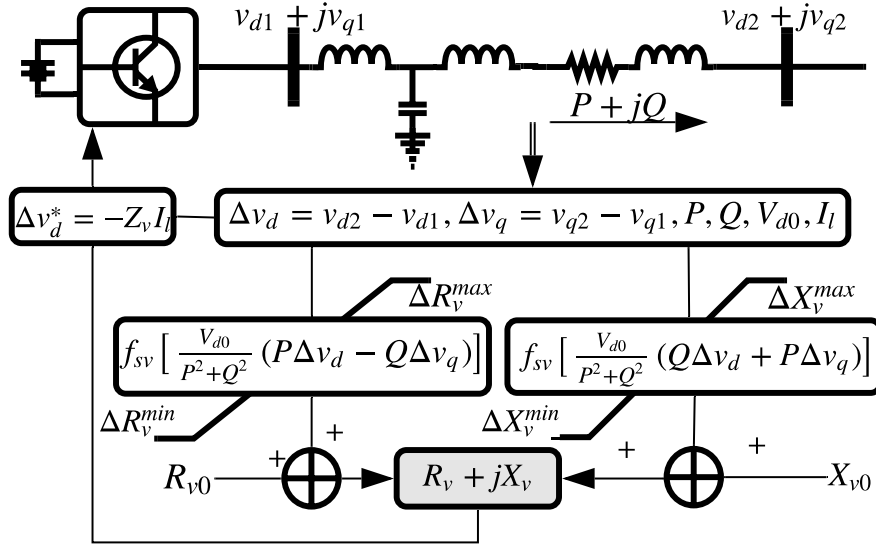 v_{d1} + jv_{q1}
v_{d2} + jv_{q2}
P + jQ
Δv_d^* = −Z_v I_l
Δv_d = v_{d2} − v_{d1}, Δv_q = v_{q2} − v_{q1}, P, Q, V_{d0}, I_l
ΔR_v^{max}
ΔX_v^{max}
f_{sv} [ \frac{V_{d0}}{P^2+Q^2} (PΔv_d − QΔv_q) ]
f_{sv} [ \frac{V_{d0}}{P^2+Q^2} (QΔv_d + PΔv_q) ]
ΔR_v^{min}
ΔX_v^{min}
+
+
+
+
R_{v0}
R_v + jX_v
X_{v0}